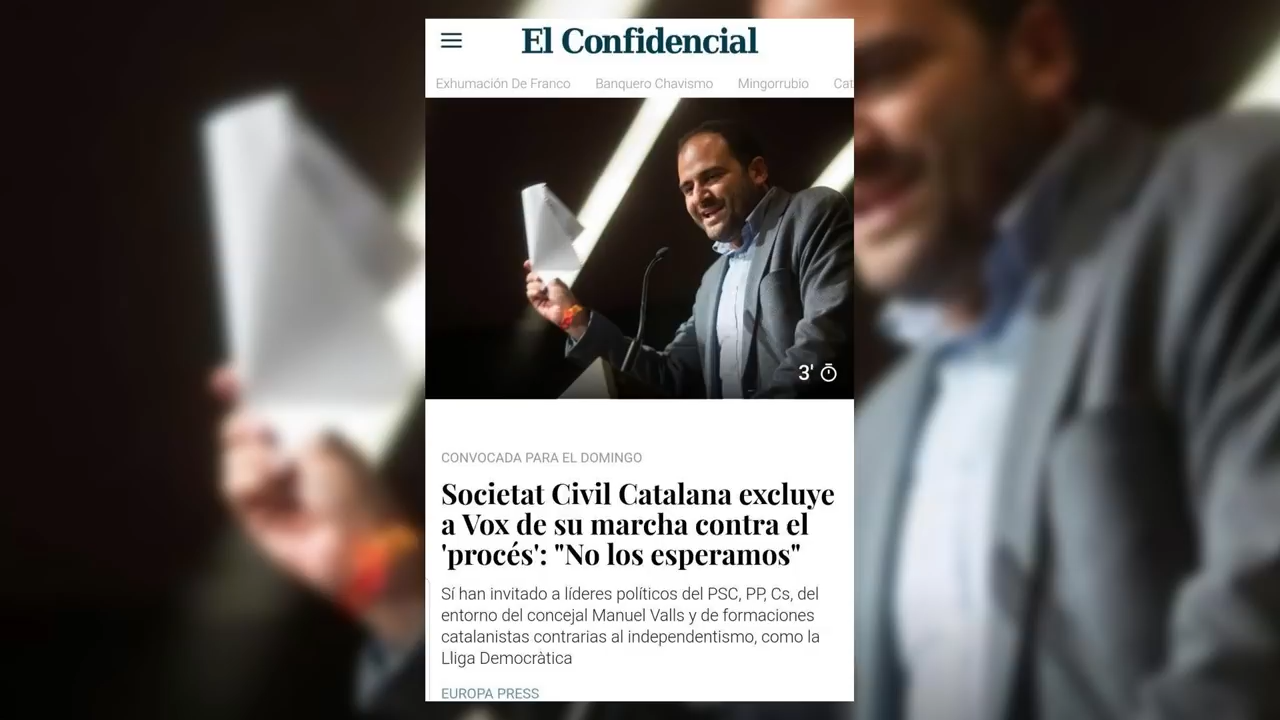 El Confidencial
Exhumación De Franco Banquero Chavismo Mingorrubio Cat
3'
CONVOCADA PARA EL DOMINGO
Societat Civil Catalana excluye
a Vox de su marcha contra el
'procés': "No los esperamos"
Sí han invitado a líderes políticos del PSC, PP, Cs, del
entorno del concejal Manuel Valls y de formaciones
catalanistas contrarias al independentismo, como la
Lliga Democràtica
EUROPA PRESS